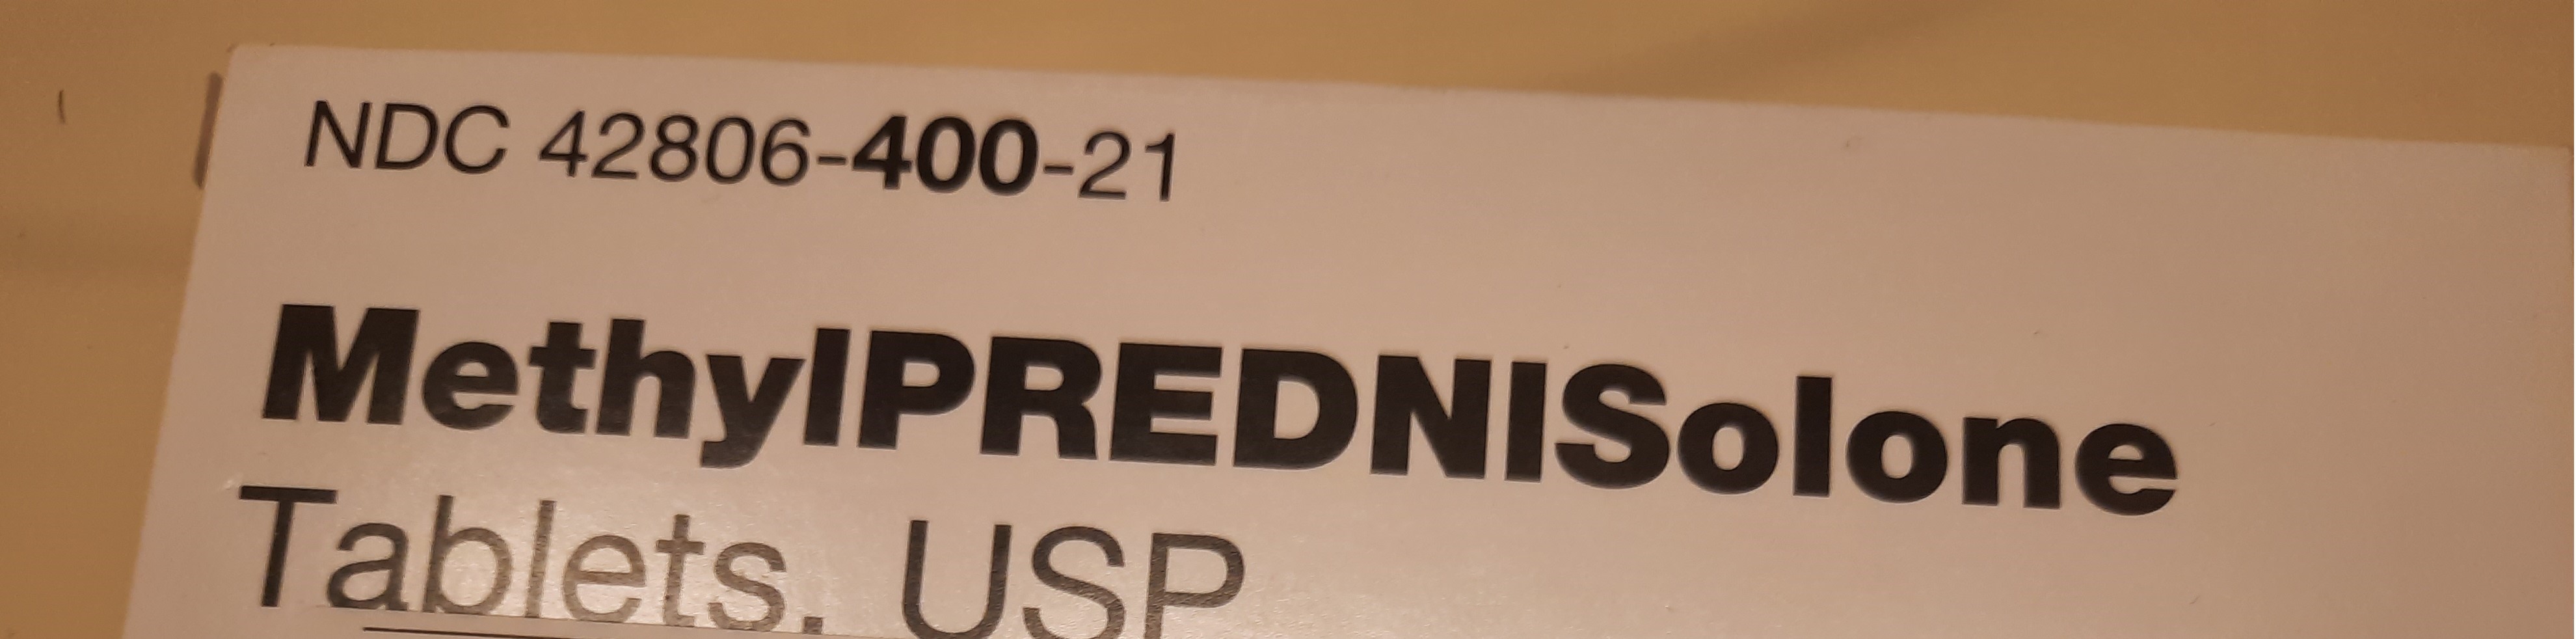 NDC 42806-400-21
MethylPREDNISolone
Tablets, USP